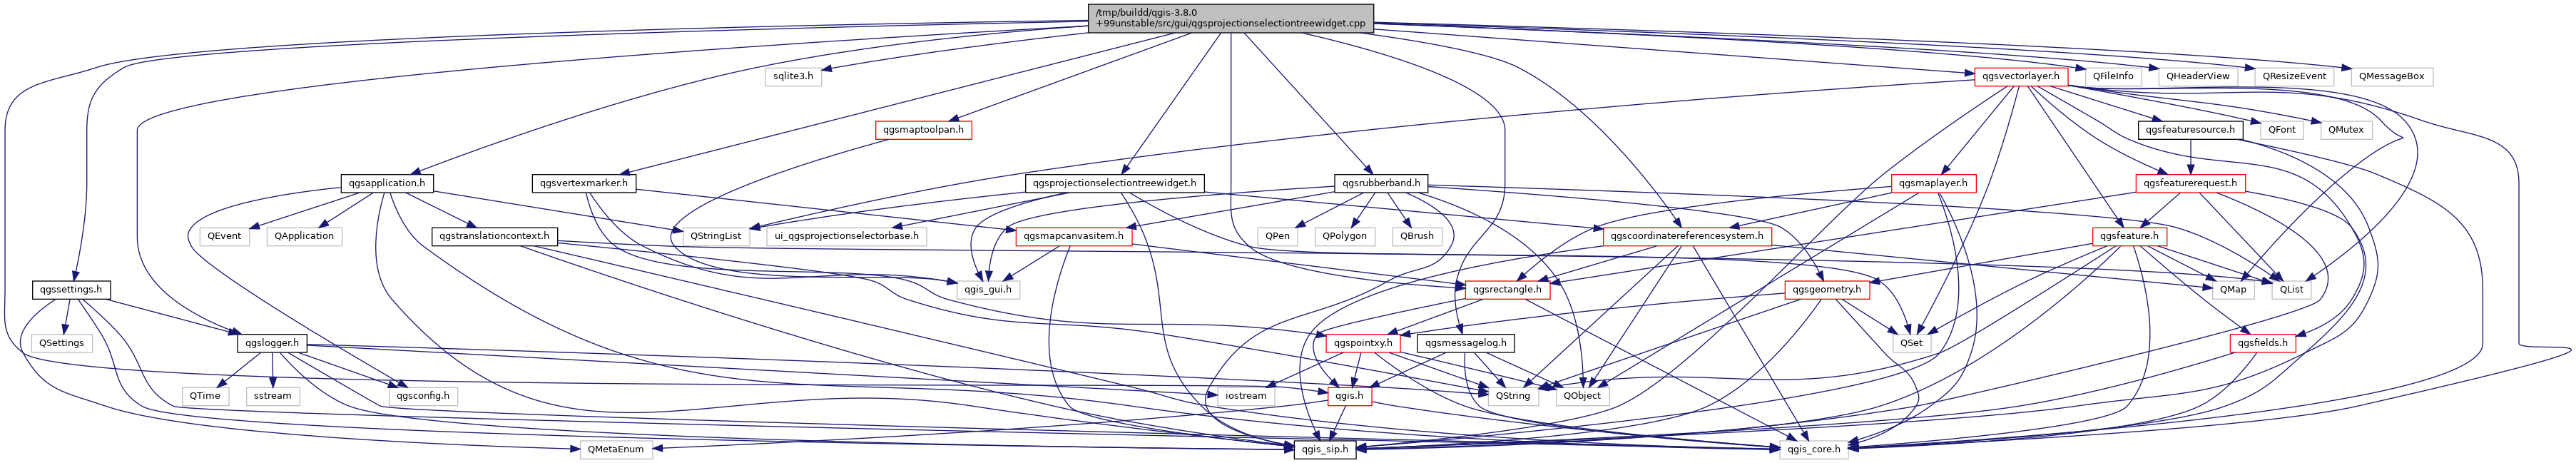 /tmp/buildd/qgis-3.8.0
+99unstable/src/gui/qgsprojectionselectiontreewidget.cpp
sqlite3.h
qgsvectorlayer.h
QFileInfo
QHeaderView
QResizeEvent
QMessageBox
qgsmaptoolpan.h
qgsfeaturesource.h
QFont
QMutex
qgsapplication.h
qgsvertexmarker.h
qgsprojectionselectiontreewidget.h
qgsrubberband.h
qgsmaplayer.h
qgsfeaturerequest.h
QEvent
QApplication
qgstranslationcontext.h
QStringList
ui_qgsprojectionselectorbase.h
qgsmapcanvasitem.h
QPen
QPolygon
QBrush
qgscoordinatereferencesystem.h
qgsfeature.h
qgssettings.h
qgis_gui.h
qgsrectangle.h
qgsgeometry.h
QMap
QList
QSettings
qgslogger.h
qgspointxy.h
qgsmessagelog.h
QSet
qgsfields.h
QTime
sstream
qgsconfig.h
iostream
qgis.h
QString
QObject
QMetaEnum
qgis_sip.h
qgis_core.h